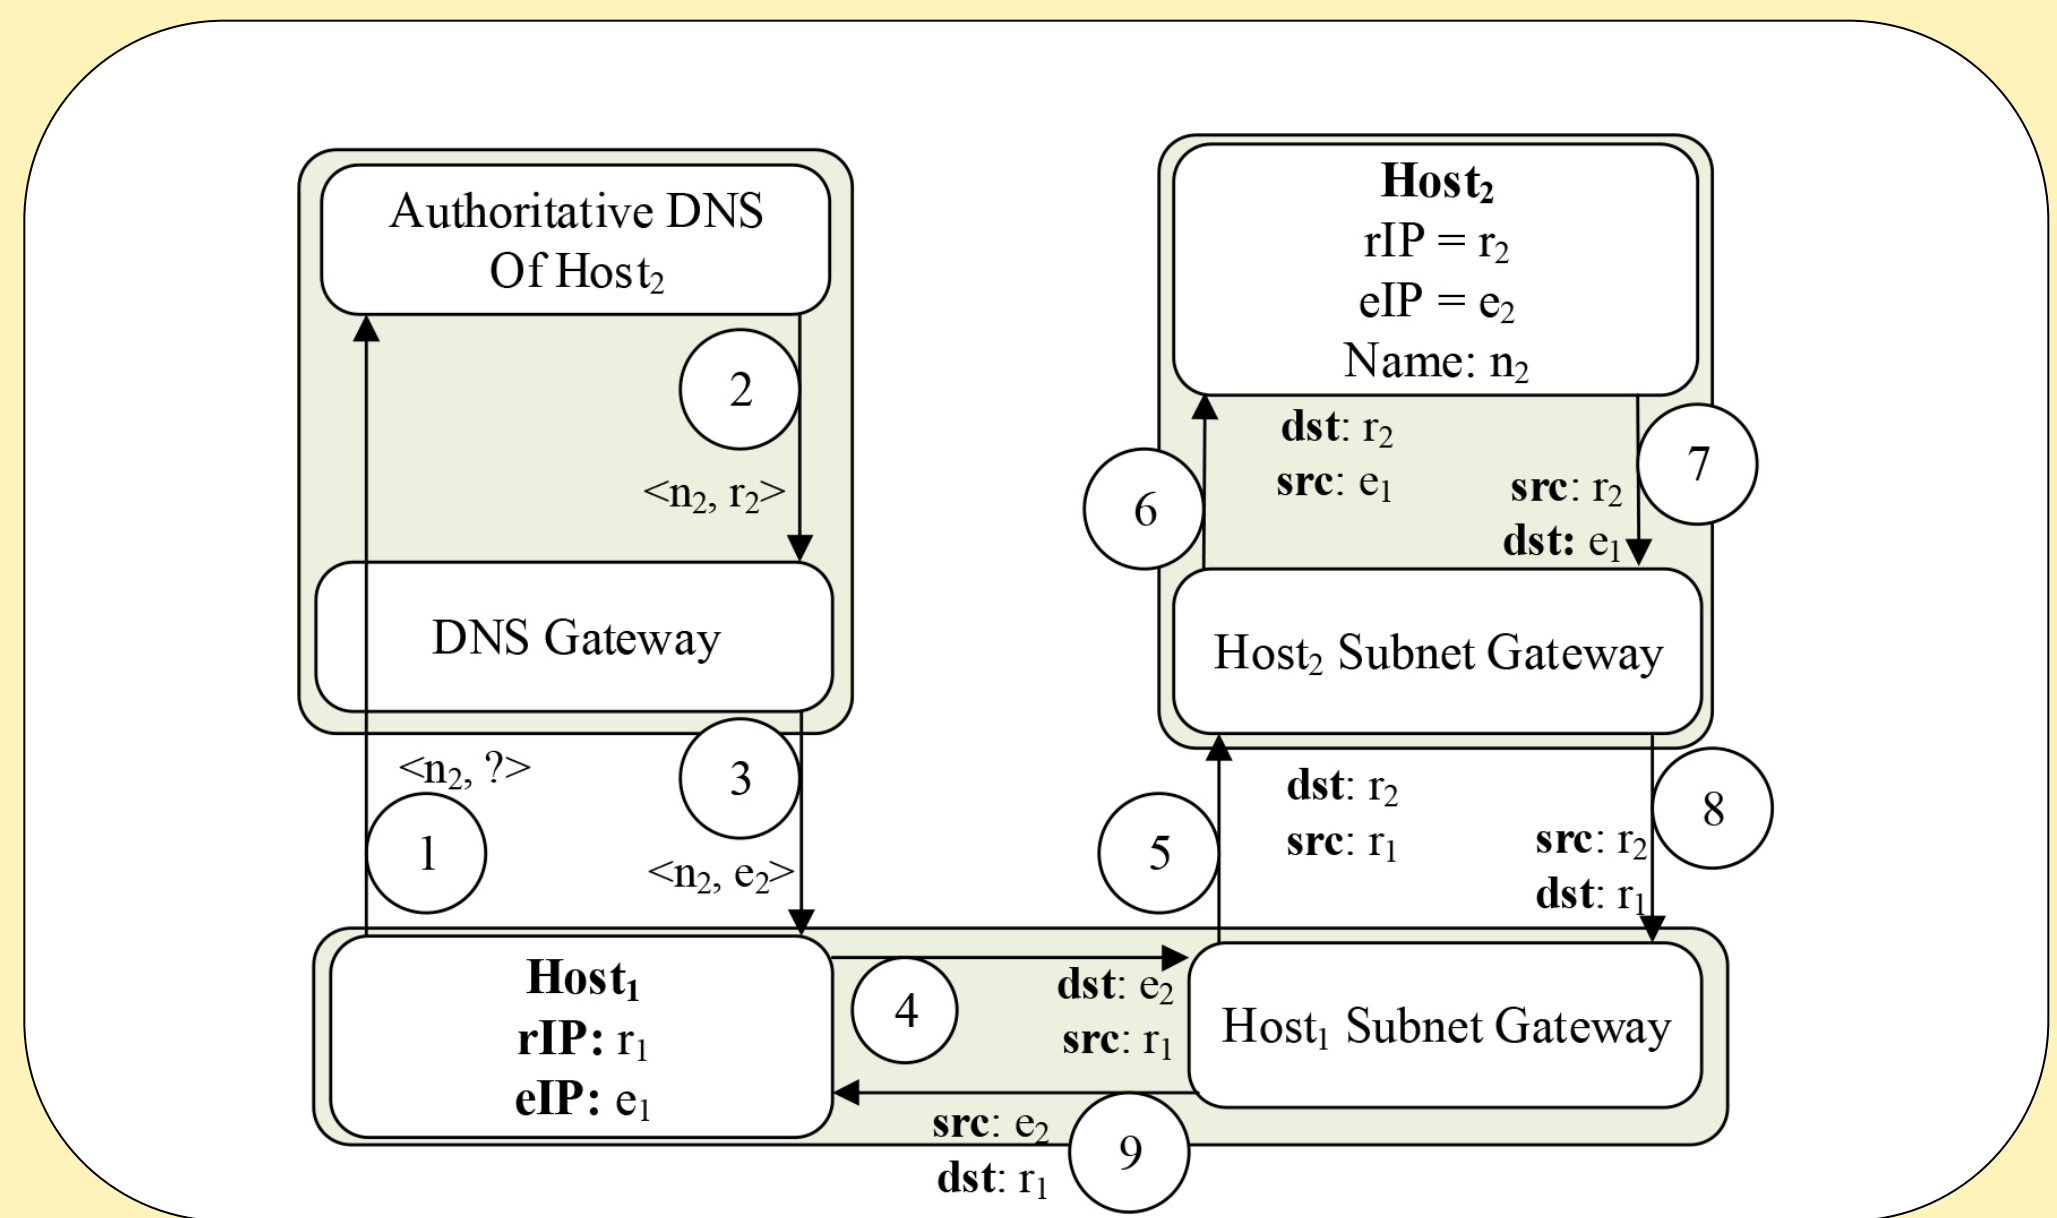 Authoritative DNS
Of Host₂
2
<n₂, r₂>
DNS Gateway
<n₂, ?>
3
1
<n₂, e₂>
Host₂
rIP = r₂
eIP = e₂
Name: n₂
dst: r₂
src: e₁
6
7
src: r₂
dst: e₁
Host₂ Subnet Gateway
dst: r₂
src: r₁
5
8
src: r₂
dst: r₁
Host₁
rIP: r₁
eIP: e₁
4
dst: e₂
src: r₁
Host₁ Subnet Gateway
src: e₂
dst: r₁
9